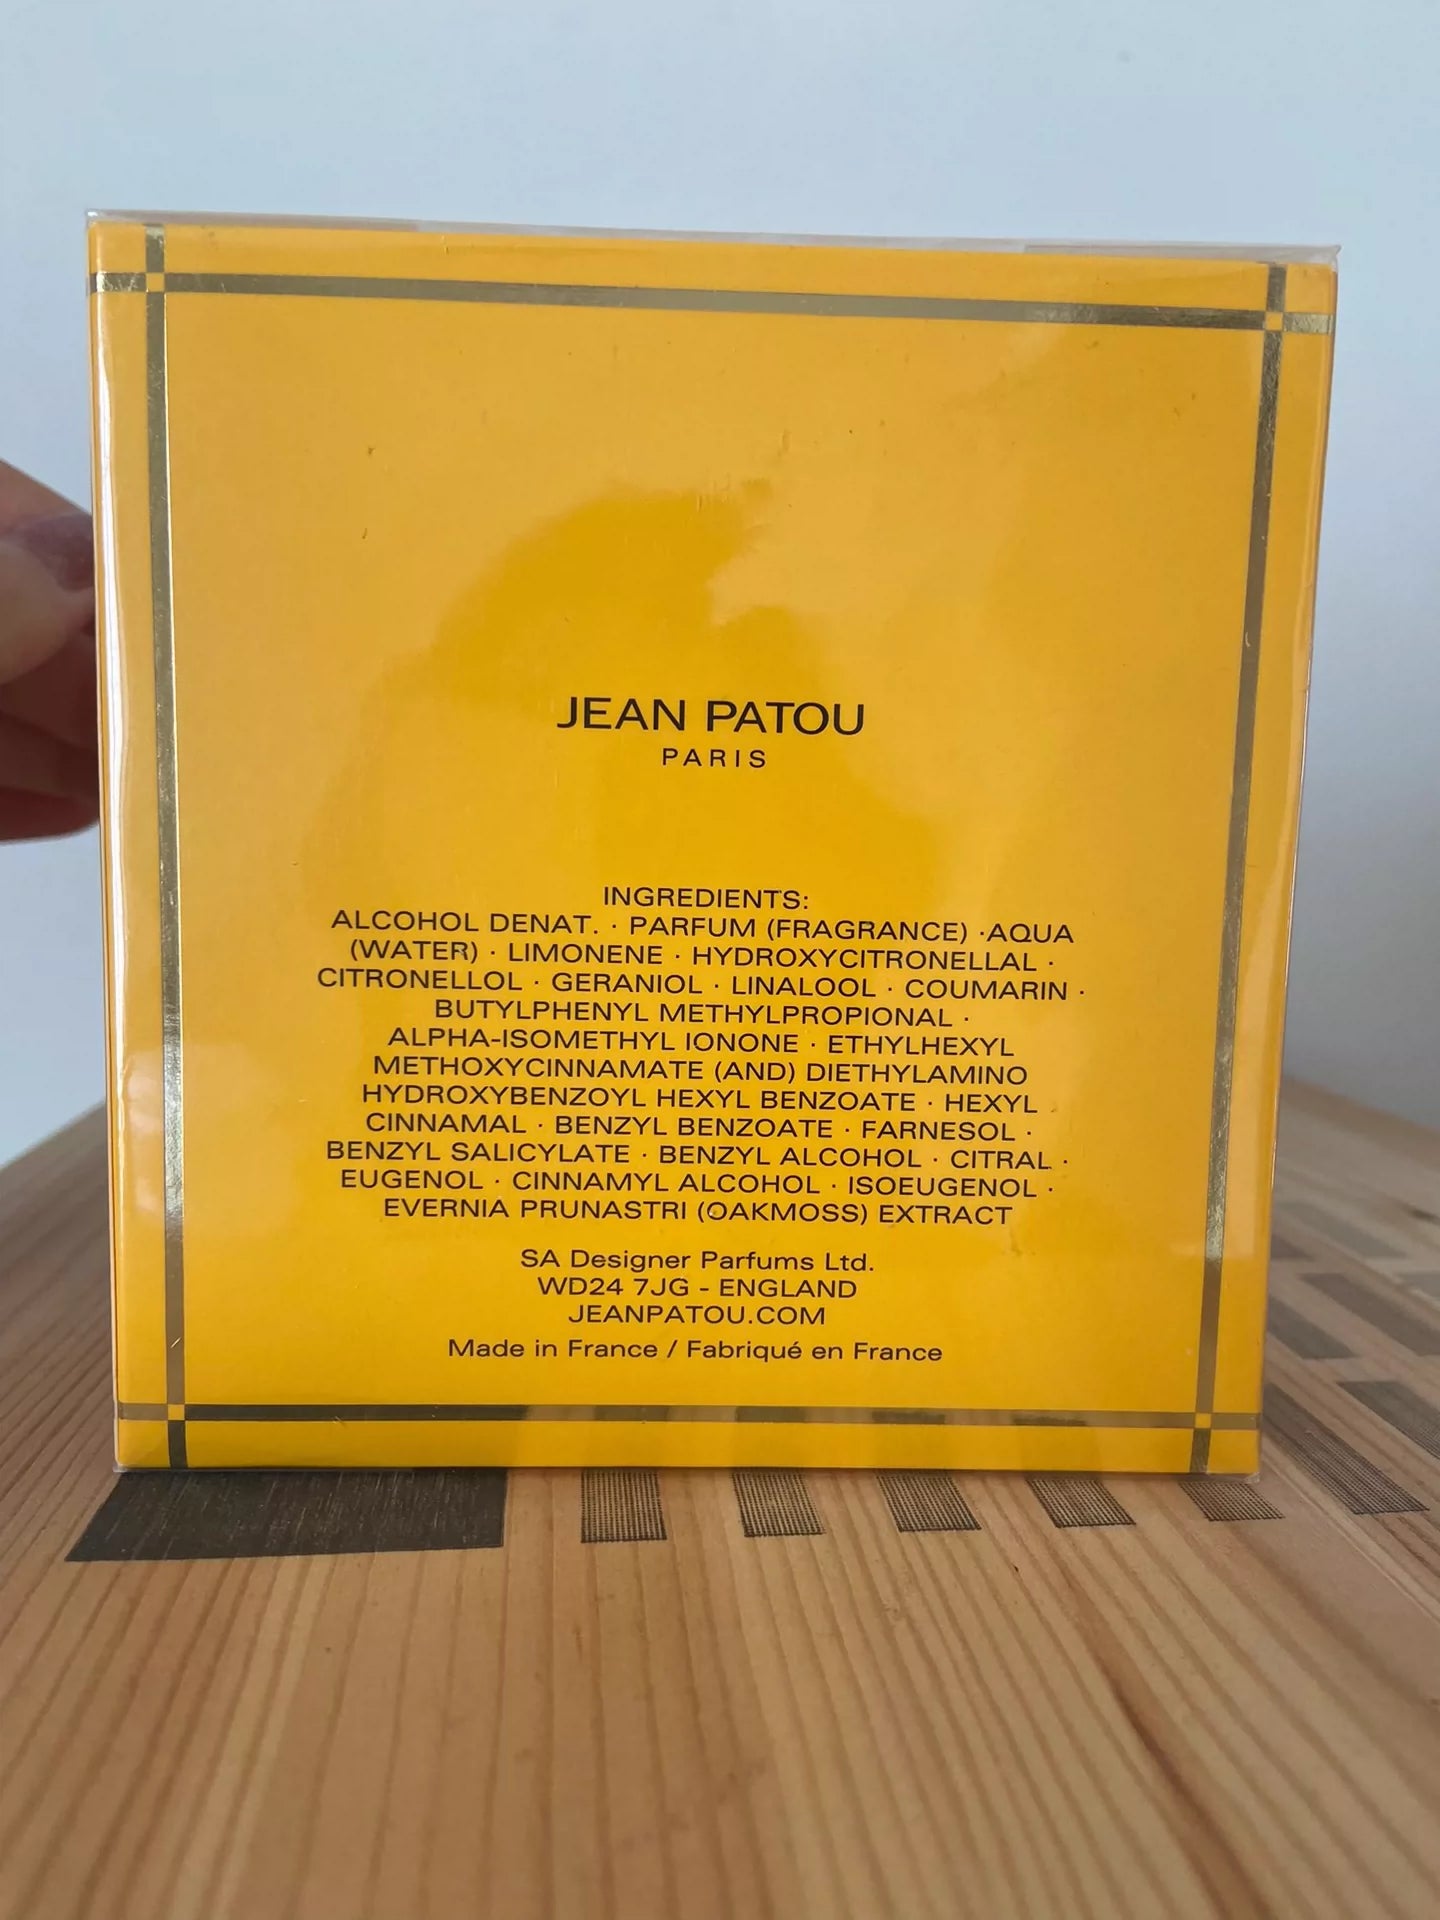 JEAN PATOU
PARIS
INGREDIENTS:
ALCOHOL DENAT. · PARFUM (FRAGRANCE) ·AQUA
(WATER) · LIMONENE · HYDROXYCITRONELLAL ·
CITRONELLOL · GERANIOL · LINALOOL · COUMARIN ·
BUTYLPHENYL METHYLPROPIONAL ·
ALPHA-ISOMETHYL IONONE · ETHYLHEXYL
METHOXYCINNAMATE (AND) DIETHYLAMINO
HYDROXYBENZOYL HEXYL BENZOATE · HEXYL
CINNAMAL · BENZYL BENZOATE · FARNESOL ·
BENZYL SALICYLATE · BENZYL ALCOHOL · CITRAL ·
EUGENOL · CINNAMYL ALCOHOL · ISOEUGENOL ·
EVERNIA PRUNASTRI (OAKMOSS) EXTRACT
SA Designer Parfums Ltd.
WD24 7JG - ENGLAND
JEANPATOU.COM
Made in France / Fabriqué en France